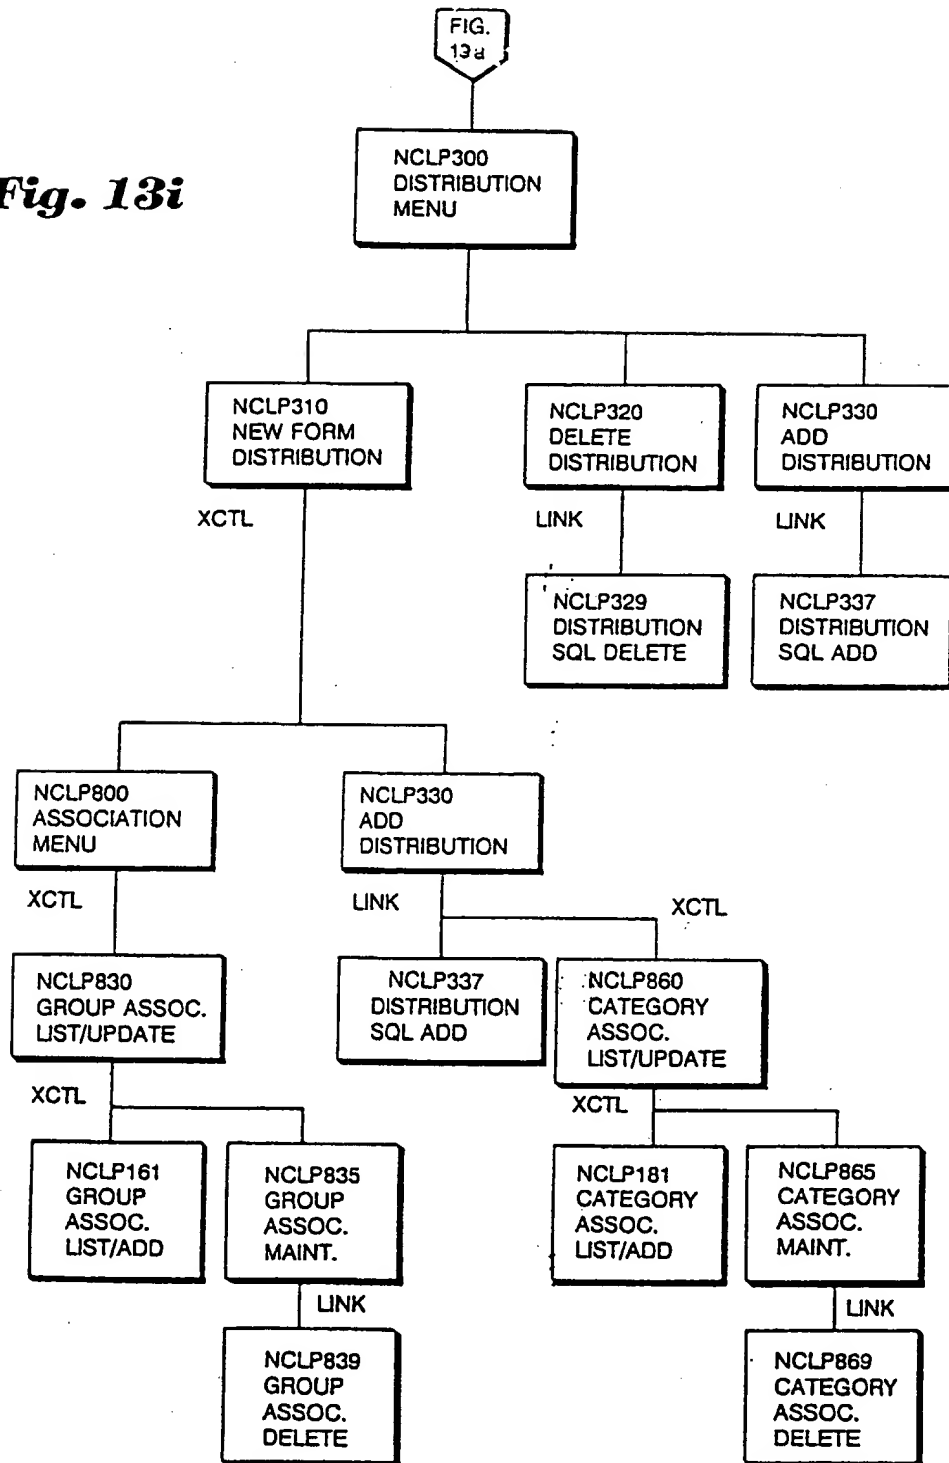 FIG.
13a
Fig. 13i
NCLP300
DISTRIBUTION
MENU
NCLP310
NEW FORM
DISTRIBUTION
NCLP320
DELETE
DISTRIBUTION
NCLP330
ADD
DISTRIBUTION
XCTL
LINK
LINK
NCLP329
DISTRIBUTION
SQL DELETE
NCLP337
DISTRIBUTION
SQL ADD
NCLP800
ASSOCIATION
MENU
NCLP330
ADD
DISTRIBUTION
XCTL
LINK
XCTL
NCLP830
GROUP ASSOC.
LIST/UPDATE
NCLP337
DISTRIBUTION
SQL ADD
NCLP860
CATEGORY
ASSOC.
LIST/UPDATE
XCTL
XCTL
NCLP161
GROUP
ASSOC.
LIST/ADD
NCLP835
GROUP
ASSOC.
MAINT.
NCLP181
CATEGORY
ASSOC.
LIST/ADD
NCLP865
CATEGORY
ASSOC.
MAINT.
LINK
LINK
NCLP839
GROUP
ASSOC.
DELETE
NCLP869
CATEGORY
ASSOC.
DELETE